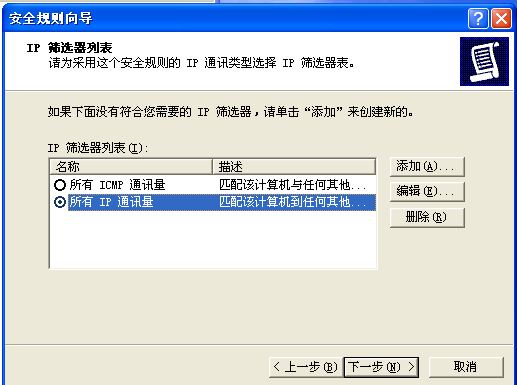 安全规则向导
IP 筛选器列表
请为采用这个安全规则的 IP 通讯类型选择 IP 筛选器表。
如果下面没有符合您需要的 IP 筛选器，请单击“添加”来创建新的。
IP 筛选器列表(I):
名称 描述
所有 ICMP 通讯量 匹配该计算机与任何其他...
所有 IP 通讯量 匹配该计算机到任何其他...
添加(A)...
编辑(E)...
删除(R)
< 上一步(B) 下一步(N) > 取消